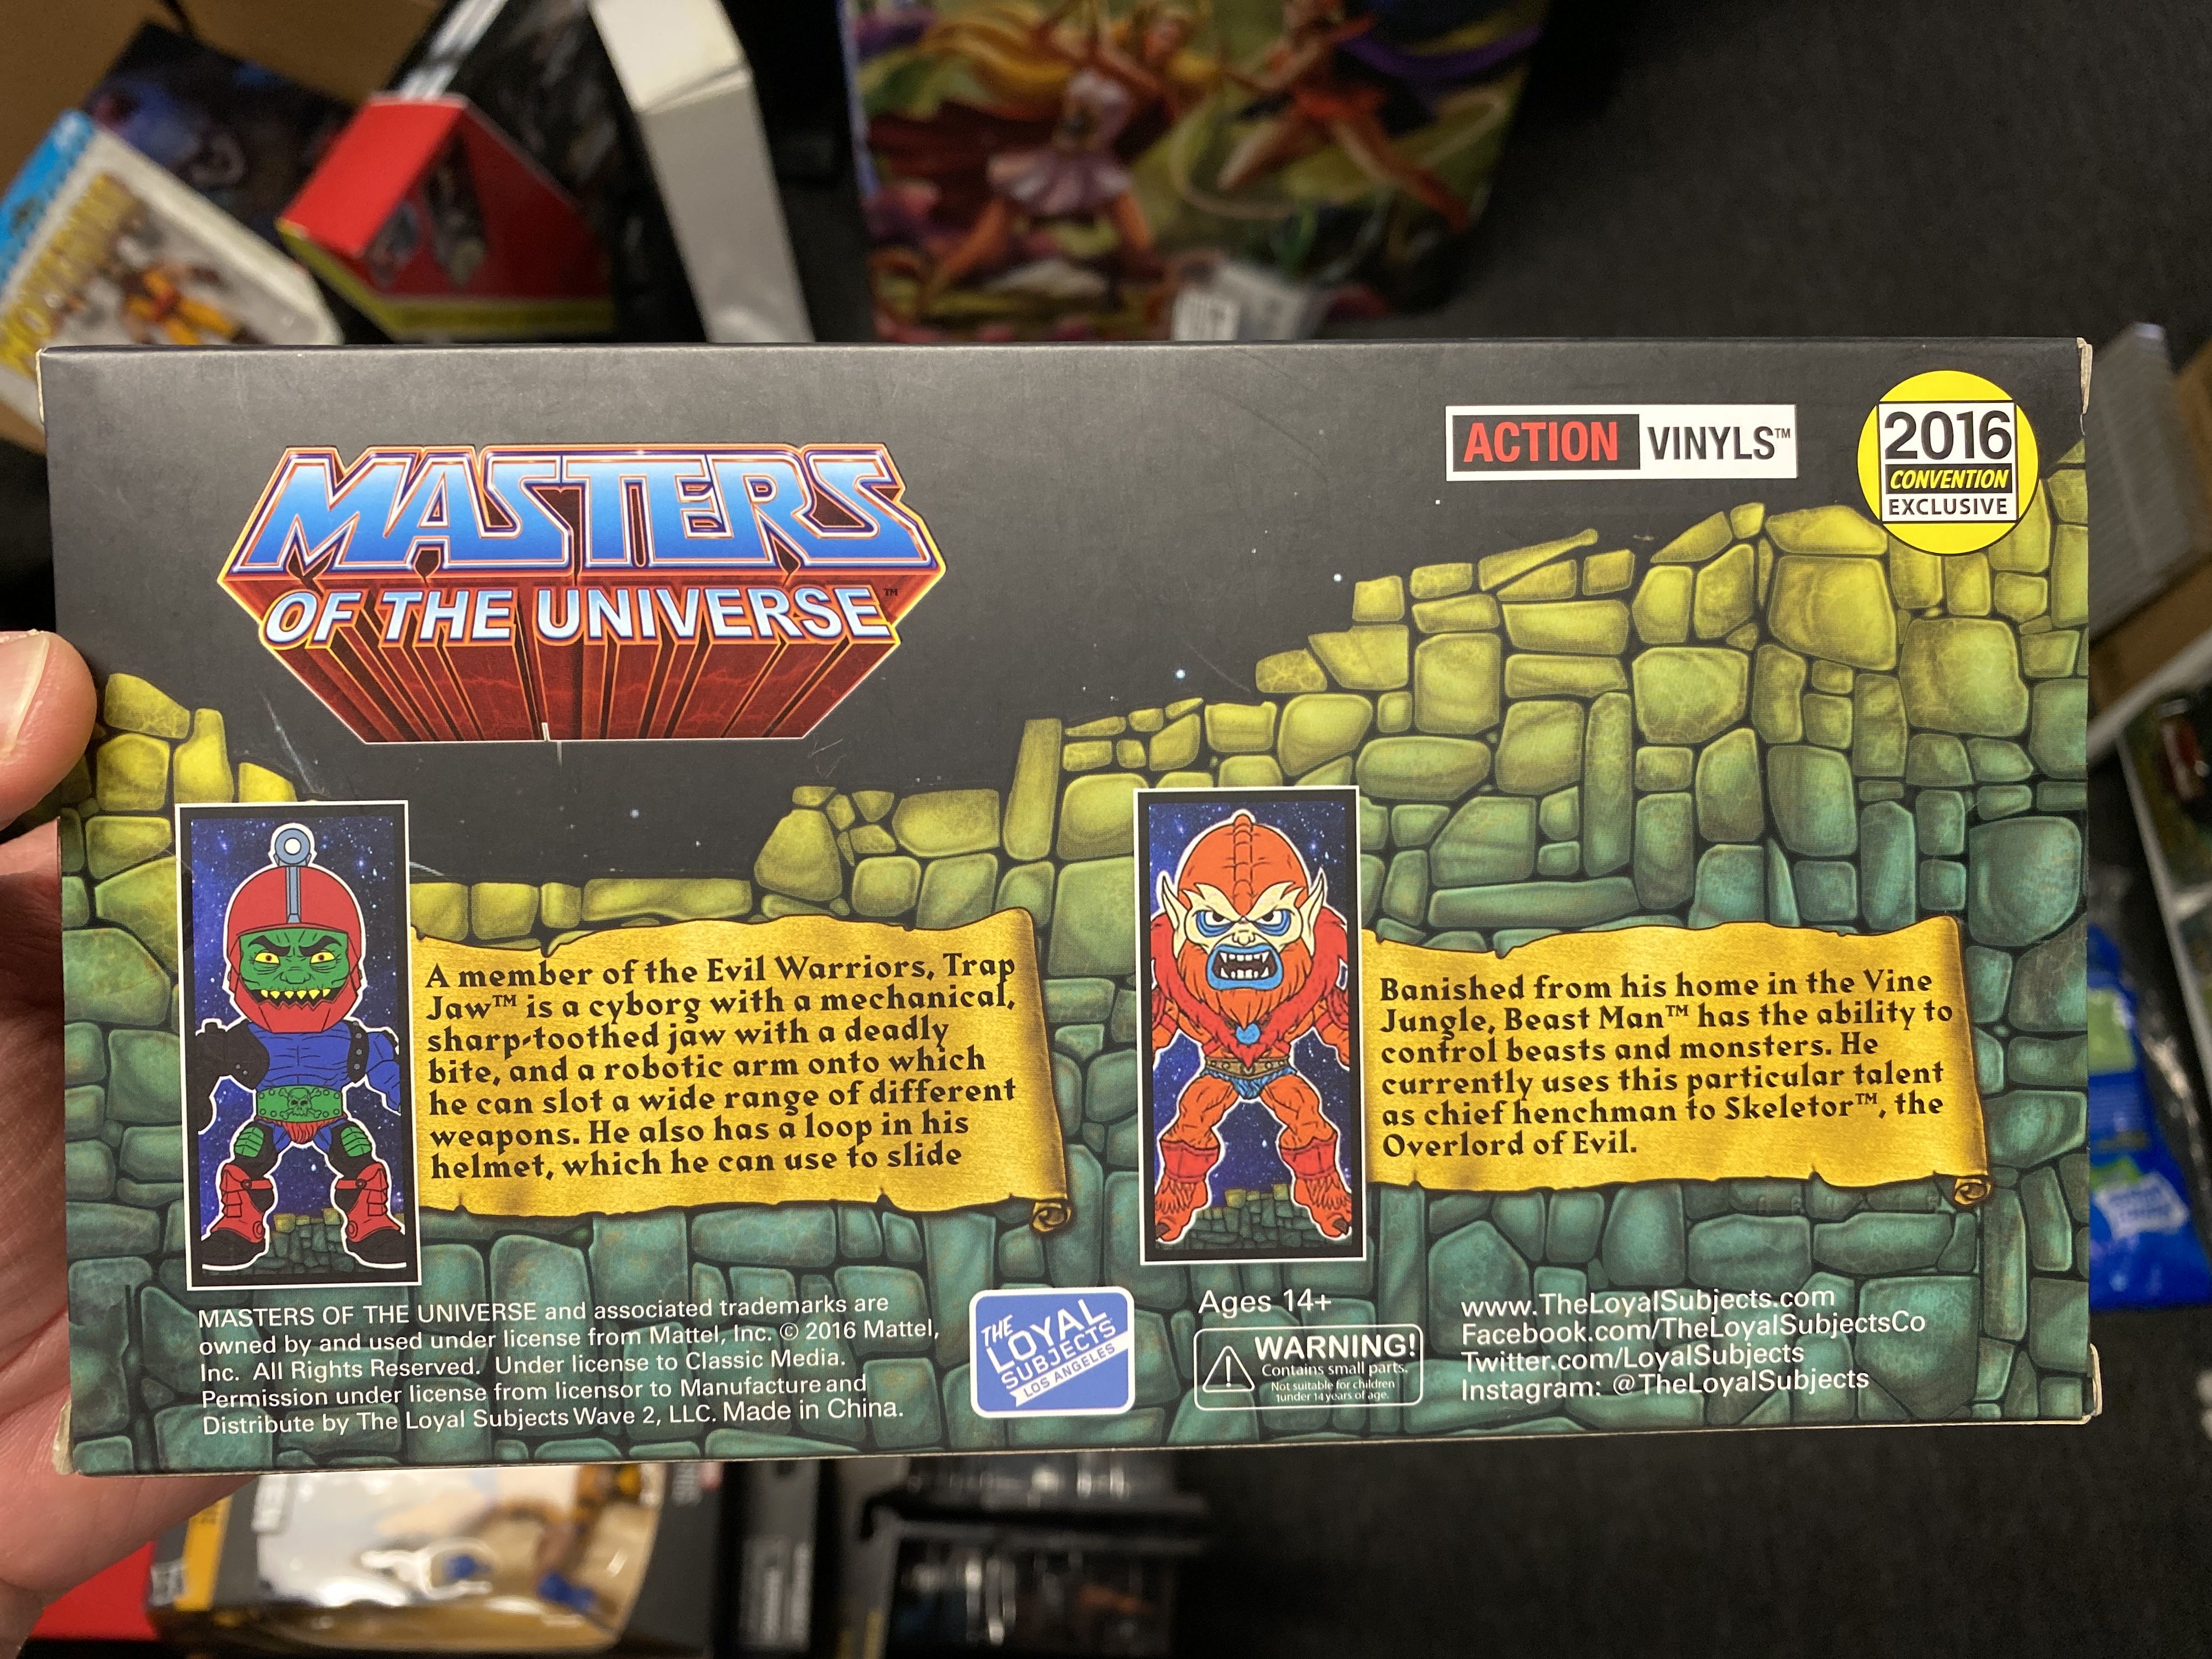 MASTERS
OF THE UNIVERSE™
ACTION VINYLS™
2016
CONVENTION
EXCLUSIVE
A member of the Evil Warriors, Trap
Jaw™ is a cyborg with a mechanical,
sharp-toothed jaw with a deadly
bite, and a robotic arm onto which
he can slot a wide range of different
weapons. He also has a loop in his
helmet, which he can use to slide
Banished from his home in the Vine
Jungle, Beast Man™ has the ability to
control beasts and monsters. He
currently uses this particular talent
as chief henchman to Skeletor™, the
Overlord of Evil.
MASTERS OF THE UNIVERSE and associated trademarks are
owned by and used under license from Mattel, Inc. © 2016 Mattel,
Inc. All Rights Reserved. Under license to Classic Media.
Permission under license from licensor to Manufacture and
Distribute by The Loyal Subjects Wave 2, LLC. Made in China.
THE
LOYAL
SUBJECTS
LOS ANGELES
Ages 14+
WARNING!
Contains small parts.
Not suitable for children
under 14 years of age.
www.TheLoyalSubjects.com
Facebook.com/TheLoyalSubjectsCo
Twitter.com/LoyalSubjects
Instagram: @TheLoyalSubjects